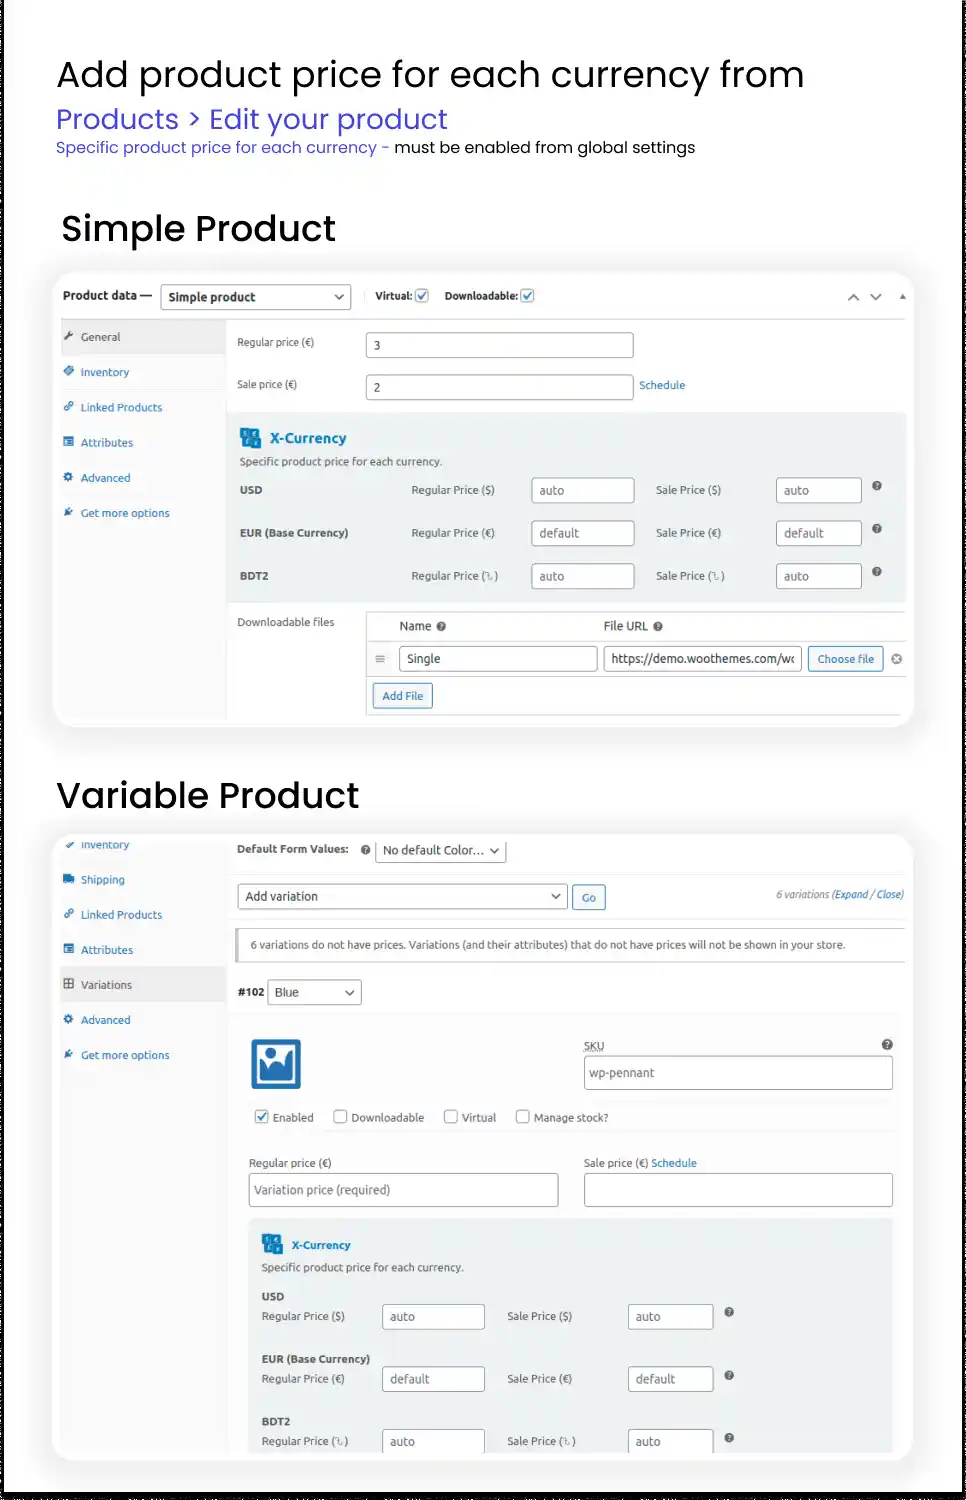 Add product price for each currency from
Products > Edit your product
Specific product price for each currency - must be enabled from global settings
Simple Product
Product data — Simple product Virtual: Downloadable:
General
Inventory
Linked Products
Attributes
Advanced
Get more options
Regular price (€) 3
Sale price (€) 2 Schedule
X-Currency
Specific product price for each currency.
USD Regular Price ($) auto Sale Price ($) auto
EUR (Base Currency) Regular Price (€) default Sale Price (€) default
BDT2 Regular Price (৳ ) auto Sale Price (৳ ) auto
Downloadable files
Name File URL
Single https://demo.woothemes.com/wc Choose file
Add File
Variable Product
Inventory
Shipping
Linked Products
Attributes
Variations
Advanced
Get more options
Default Form Values: No default Color...
Add variation Go 6 variations (Expand / Close)
6 variations do not have prices. Variations (and their attributes) that do not have prices will not be shown in your store.
#102 Blue
SKU
wp-pennant
Enabled Downloadable Virtual Manage stock?
Regular price (€) Sale price (€) Schedule
Variation price (required)
X-Currency
Specific product price for each currency.
USD
Regular Price ($) auto Sale Price ($) auto
EUR (Base Currency)
Regular Price (€) default Sale Price (€) default
BDT2
Regular Price (৳ ) auto Sale Price (৳ ) auto